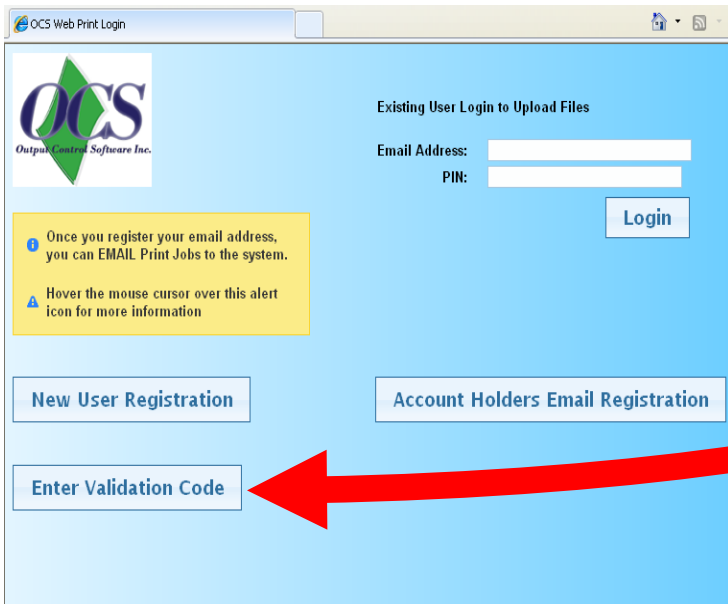 OCS Web Print Login
OCS
Output Control Software Inc.
Existing User Login to Upload Files
Email Address:
PIN:
Login
Once you register your email address,
you can EMAIL Print Jobs to the system.
Hover the mouse cursor over this alert
icon for more information
New User Registration
Account Holders Email Registration
Enter Validation Code